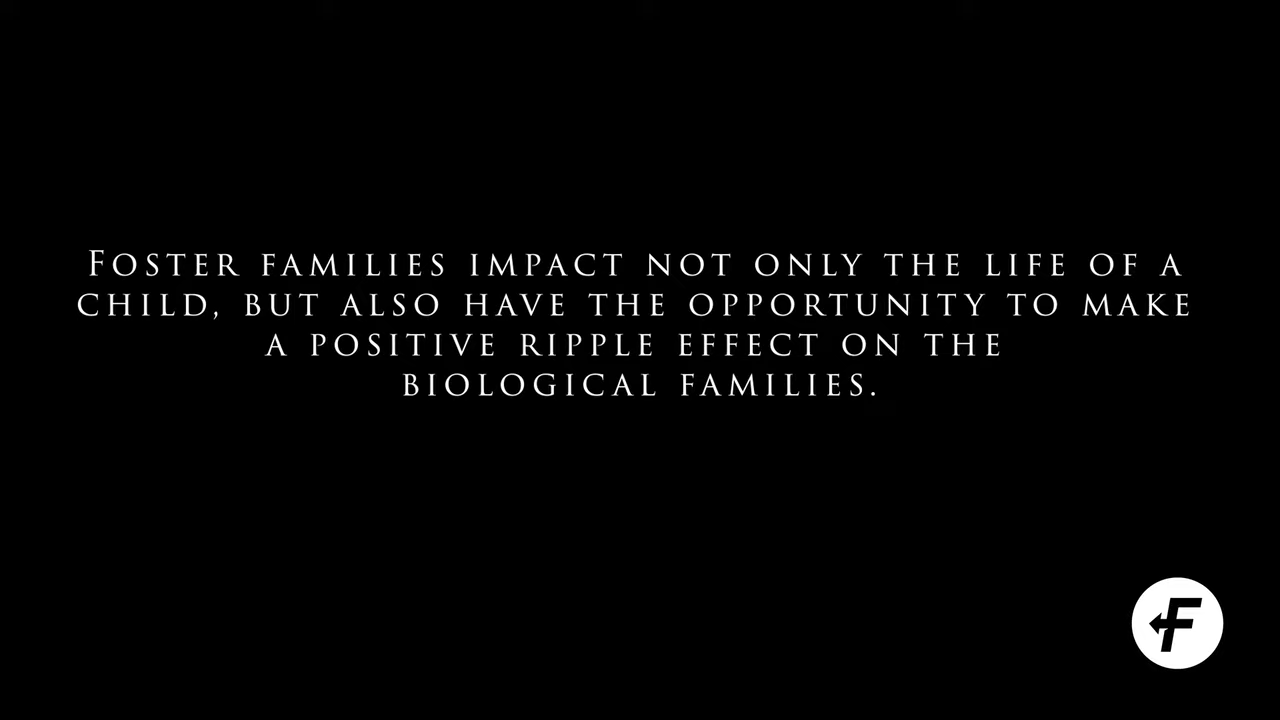 Foster families impact not only the life of a
child, but also have the opportunity to make
a positive ripple effect on the
biological families.
F